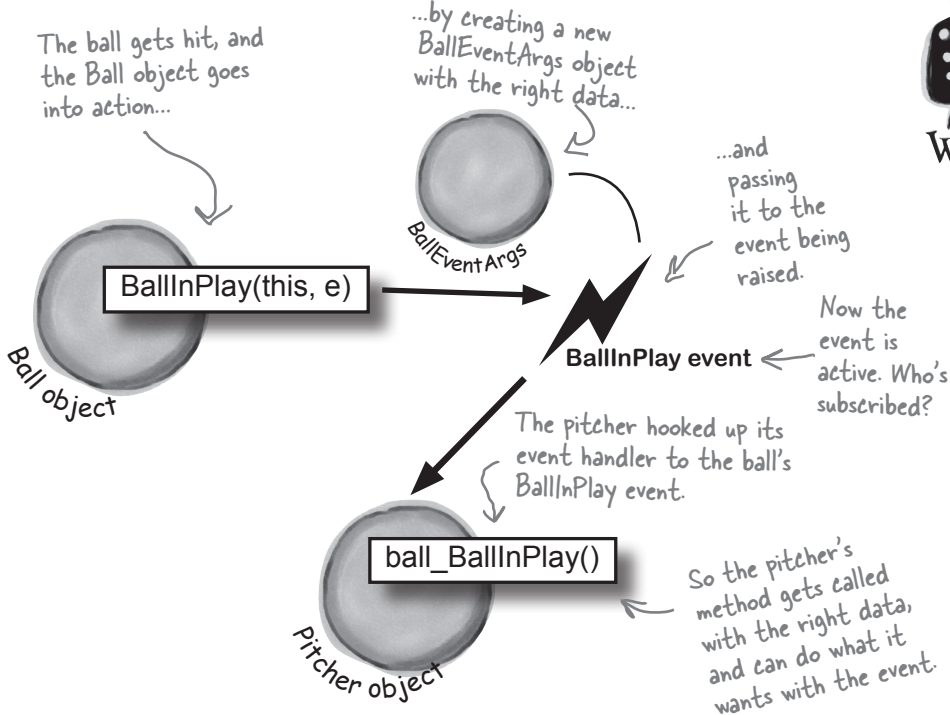 The ball gets hit, and
the Ball object goes
into action...
...by creating a new
BallEventArgs object
with the right data...
BallEventArgs
...and
passing
it to the
event being
raised.
BallInPlay(this, e)
Ball object
BallInPlay event
Now the
event is
active. Who's
subscribed?
The pitcher hooked up its
event handler to the ball's
BallInPlay event.
ball_BallInPlay()
Pitcher object
So the pitcher's
method gets called
with the right data,
and can do what it
wants with the event.